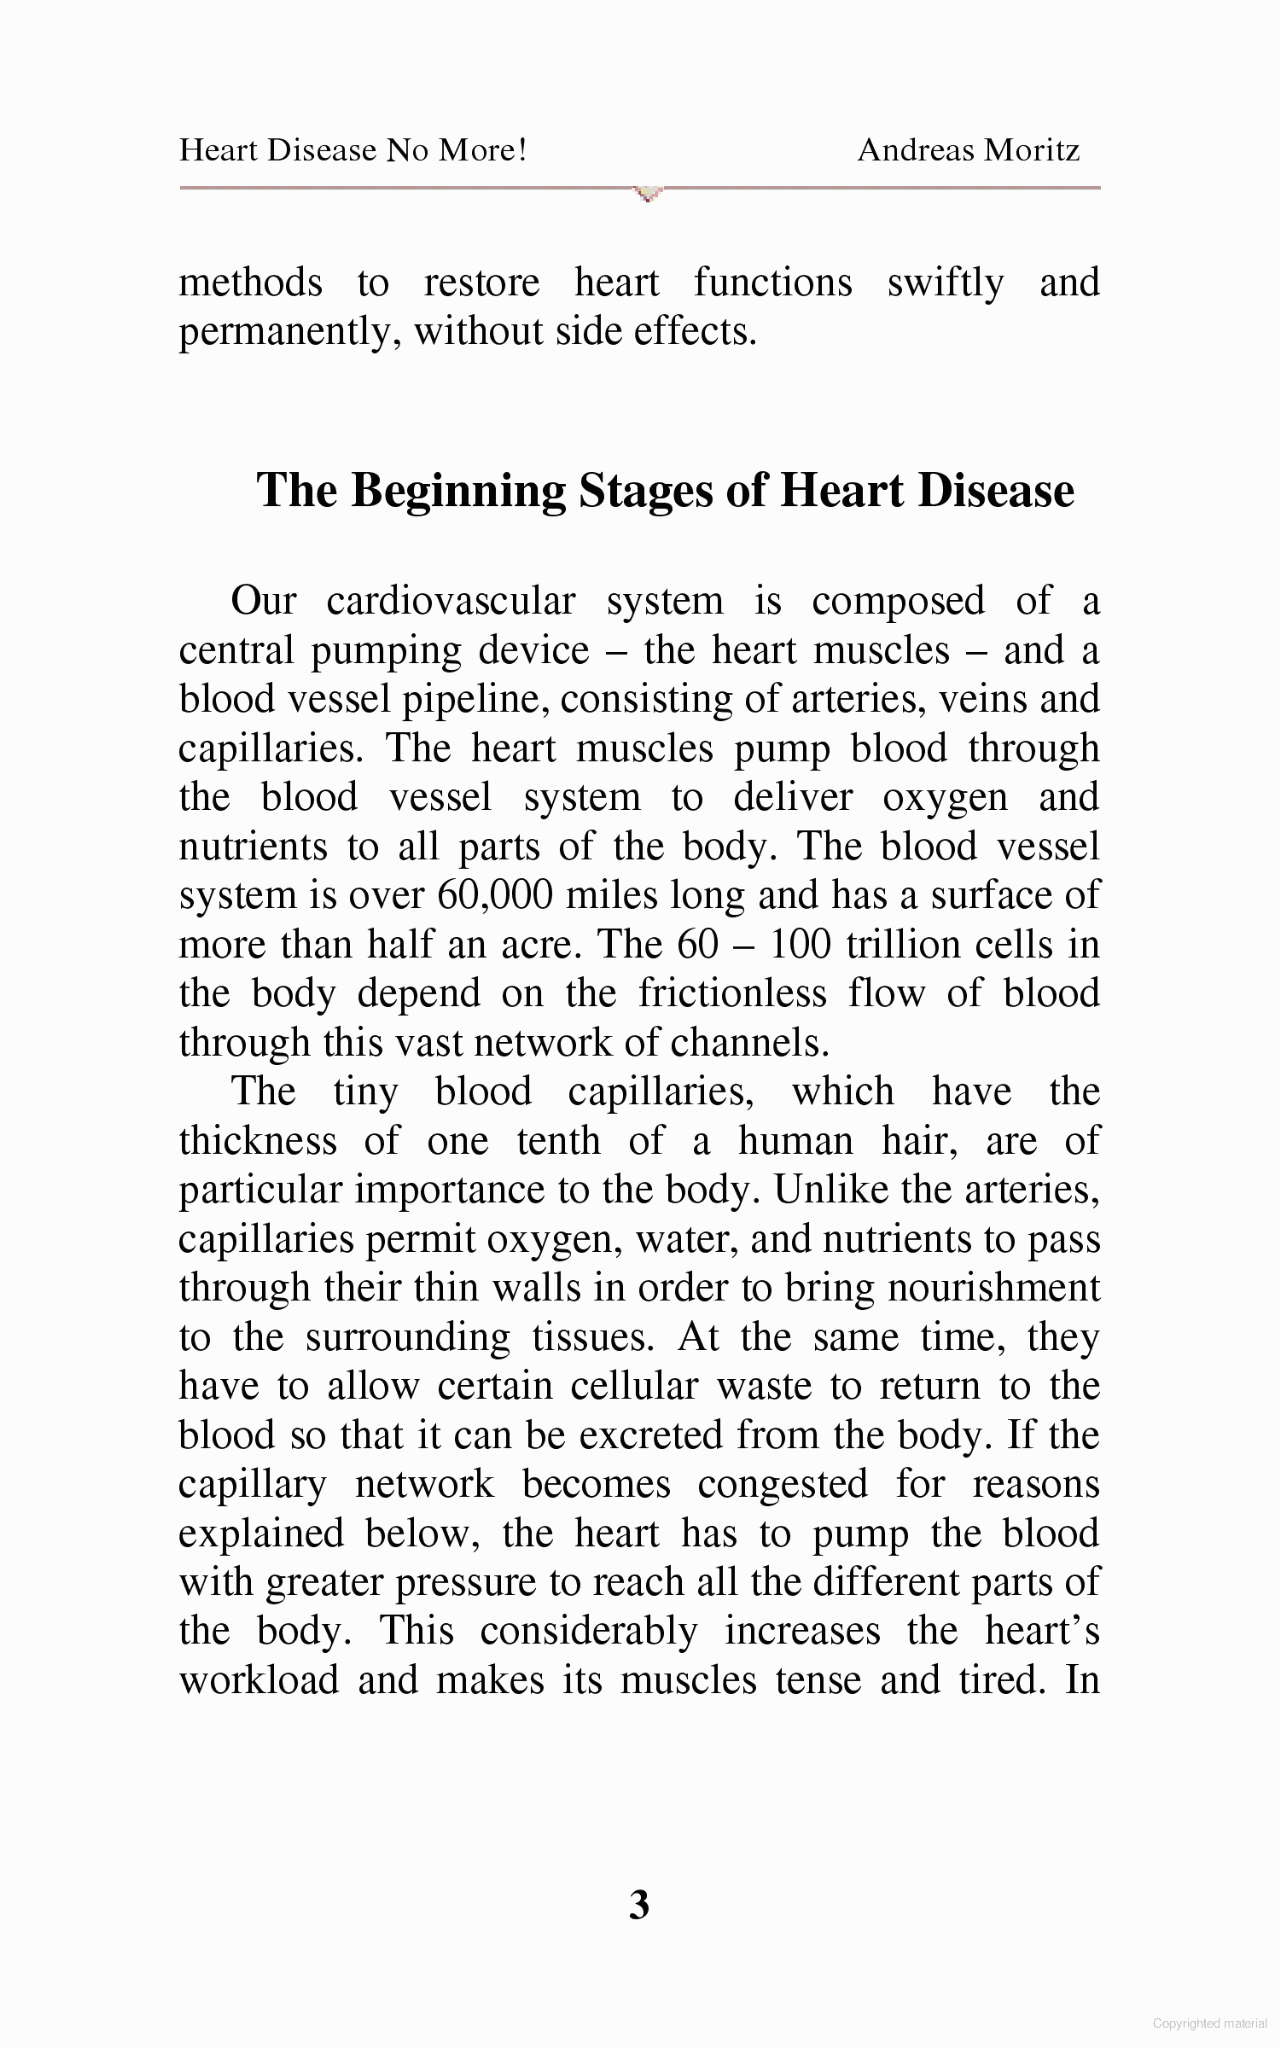 Heart Disease No More! Andreas Moritz
methods to restore heart functions swiftly and
permanently, without side effects.
The Beginning Stages of Heart Disease
Our cardiovascular system is composed of a
central pumping device – the heart muscles – and a
blood vessel pipeline, consisting of arteries, veins and
capillaries. The heart muscles pump blood through
the blood vessel system to deliver oxygen and
nutrients to all parts of the body. The blood vessel
system is over 60,000 miles long and has a surface of
more than half an acre. The 60 – 100 trillion cells in
the body depend on the frictionless flow of blood
through this vast network of channels.
The tiny blood capillaries, which have the
thickness of one tenth of a human hair, are of
particular importance to the body. Unlike the arteries,
capillaries permit oxygen, water, and nutrients to pass
through their thin walls in order to bring nourishment
to the surrounding tissues. At the same time, they
have to allow certain cellular waste to return to the
blood so that it can be excreted from the body. If the
capillary network becomes congested for reasons
explained below, the heart has to pump the blood
with greater pressure to reach all the different parts of
the body. This considerably increases the heart’s
workload and makes its muscles tense and tired. In
3
Copyrighted material